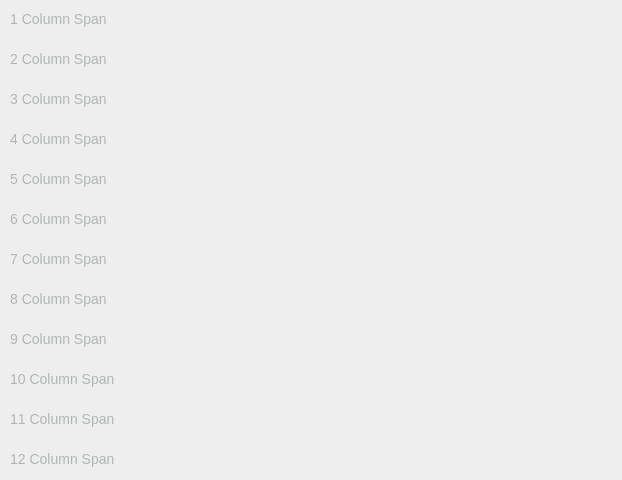 1 Column Span
2 Column Span
3 Column Span
4 Column Span
5 Column Span
6 Column Span
7 Column Span
8 Column Span
9 Column Span
10 Column Span
11 Column Span
12 Column Span